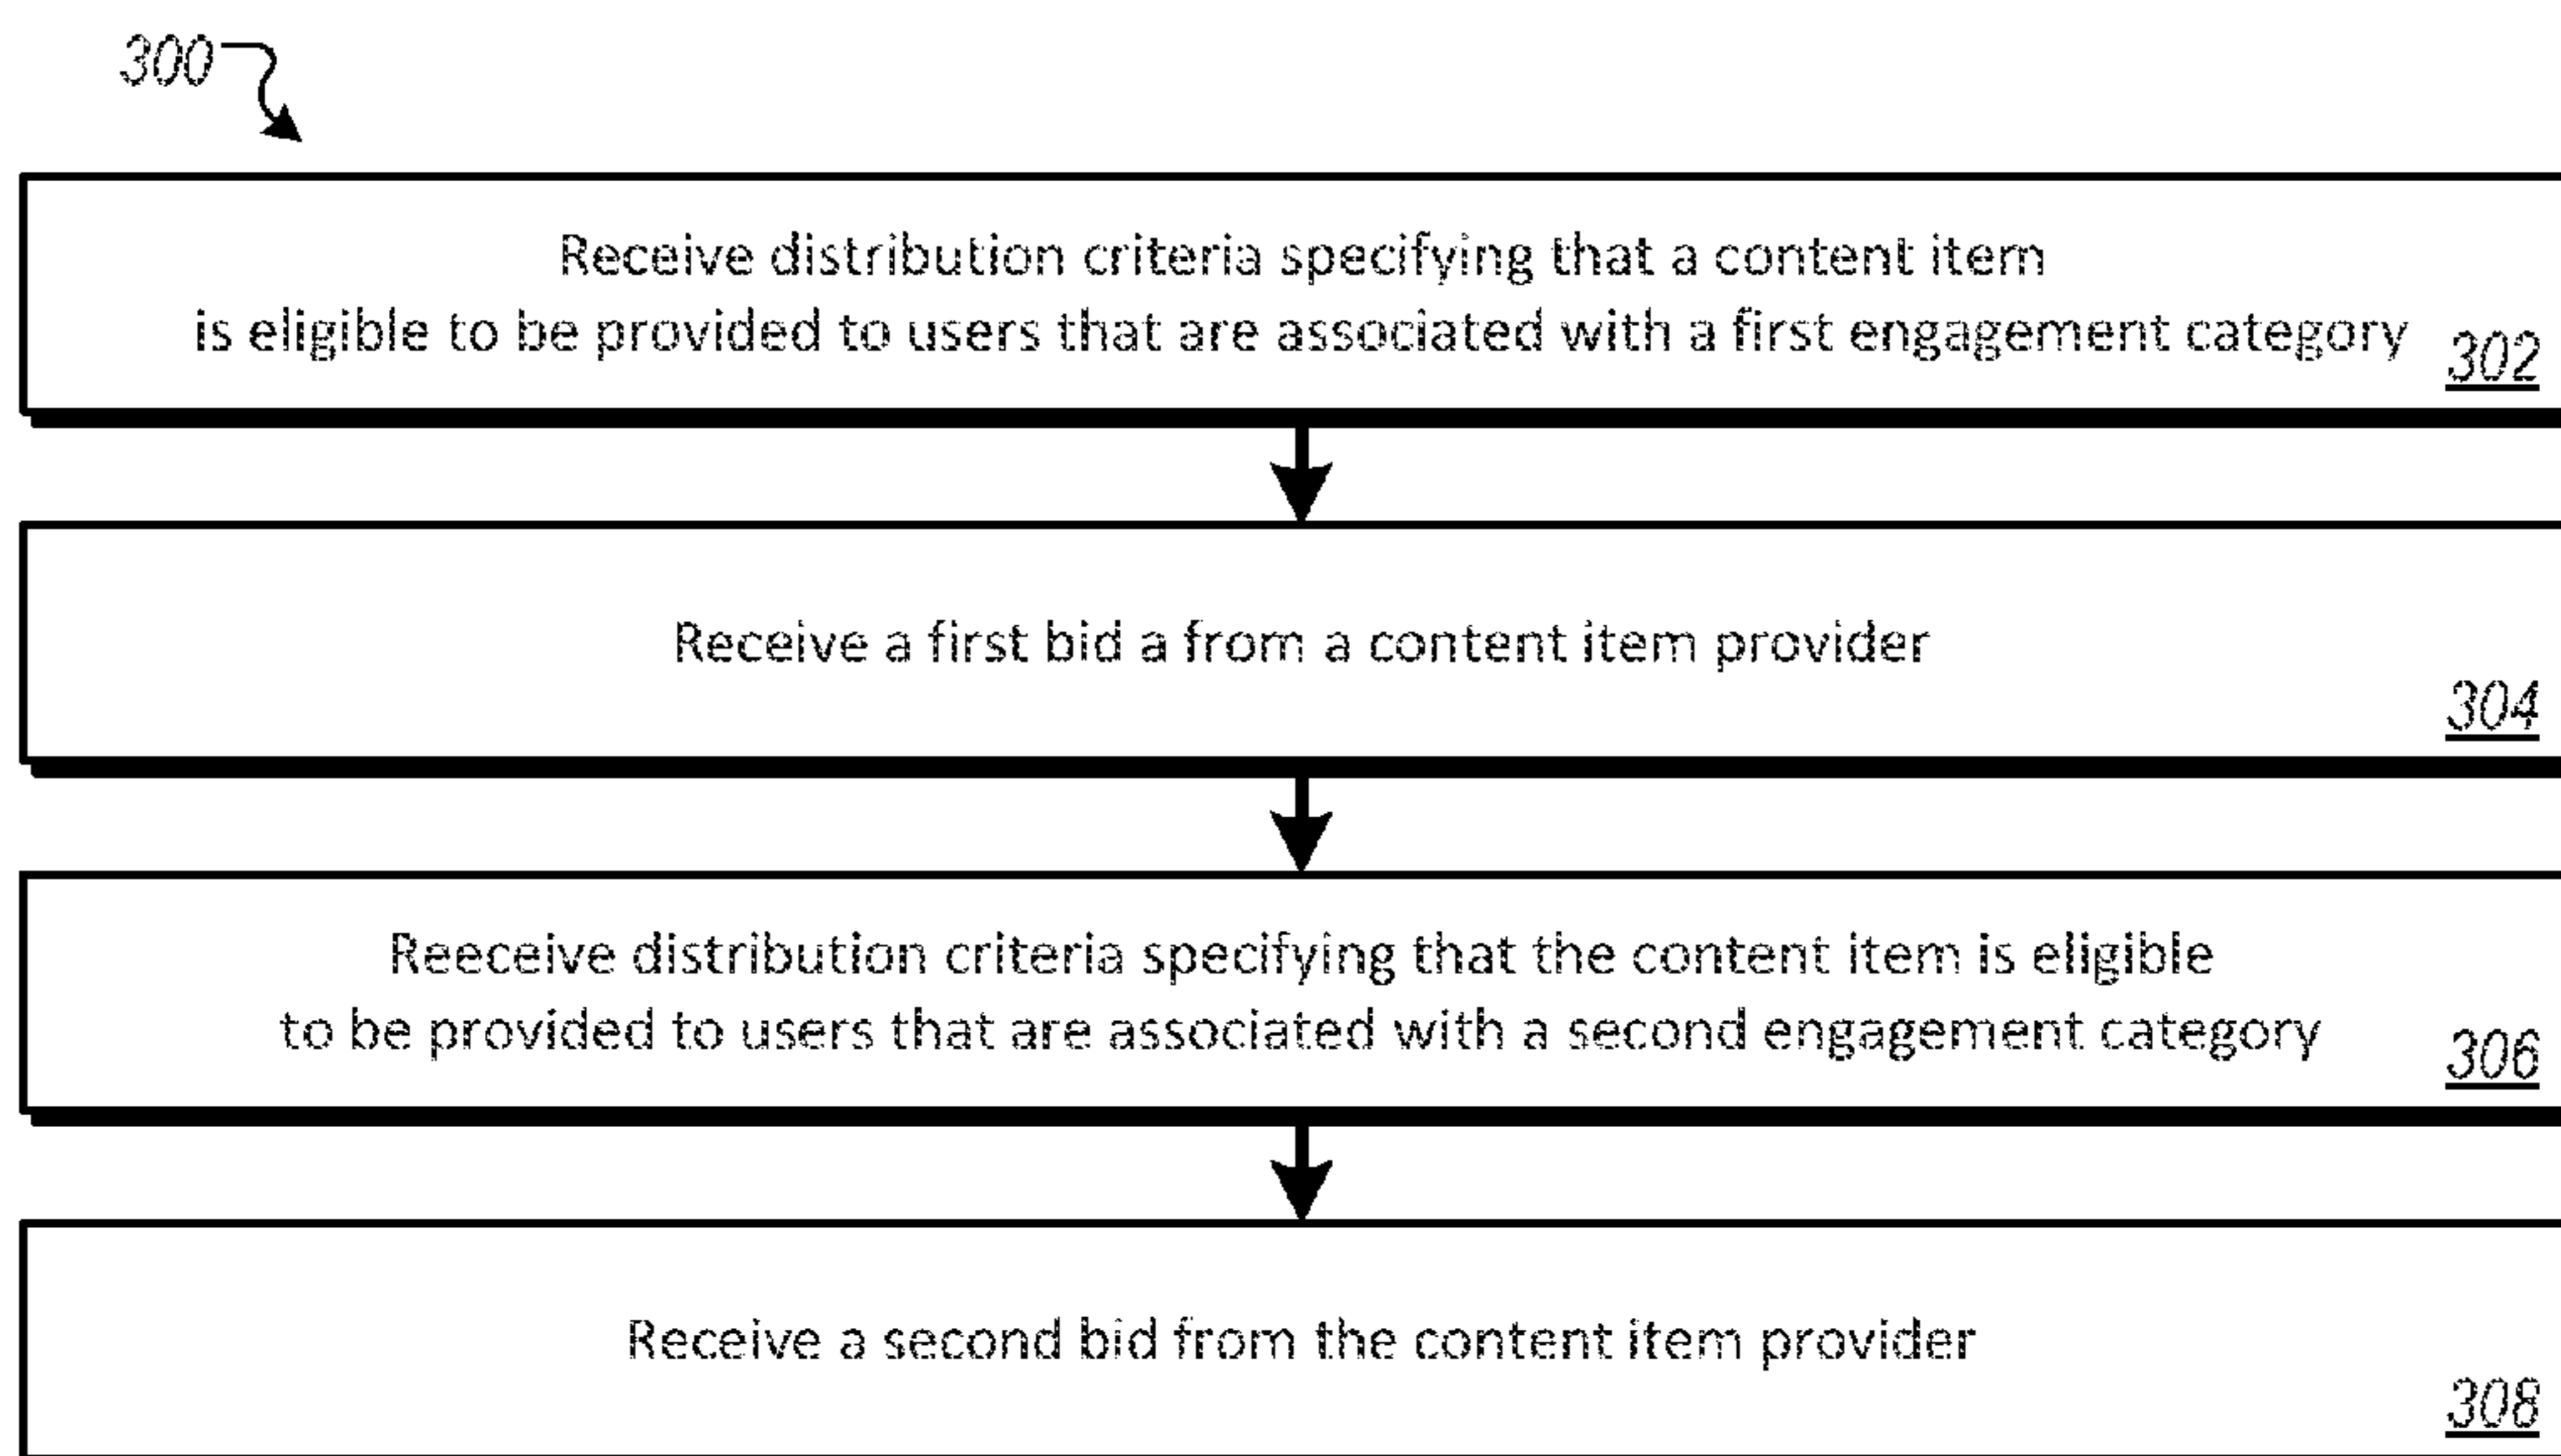 300
Receive distribution criteria specifying that a content item
is eligible to be provided to users that are associated with a first engagement category
302
Receive a first bid a from a content item provider
304
Reeceive distribution criteria specifying that the content item is eligible
to be provided to users that are associated with a second engagement category
306
Receive a second bid from the content item provider
308